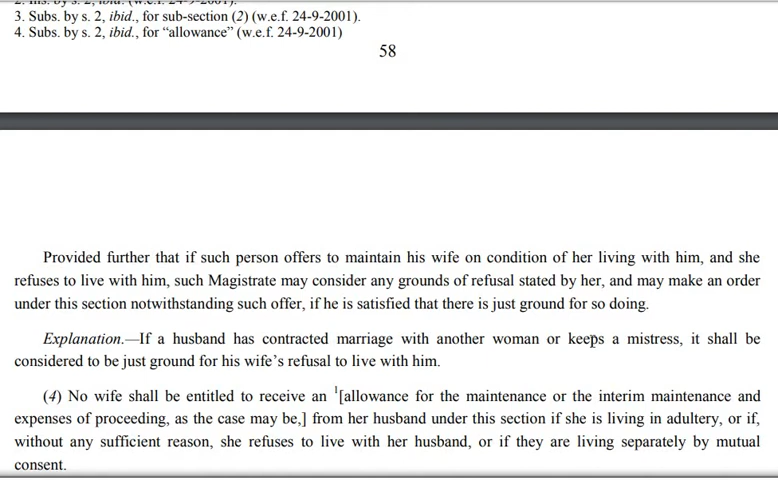 3. Subs. by s. 2, ibid., for sub-section (2) (w.e.f. 24-9-2001).
4. Subs. by s. 2, ibid., for “allowance” (w.e.f. 24-9-2001)
58
Provided further that if such person offers to maintain his wife on condition of her living with him, and she
refuses to live with him, such Magistrate may consider any grounds of refusal stated by her, and may make an order
under this section notwithstanding such offer, if he is satisfied that there is just ground for so doing.
Explanation.—If a husband has contracted marriage with another woman or keeps a mistress, it shall be
considered to be just ground for his wife’s refusal to live with him.
(4) No wife shall be entitled to receive an 1[allowance for the maintenance or the interim maintenance and
expenses of proceeding, as the case may be,] from her husband under this section if she is living in adultery, or if,
without any sufficient reason, she refuses to live with her husband, or if they are living separately by mutual
consent.